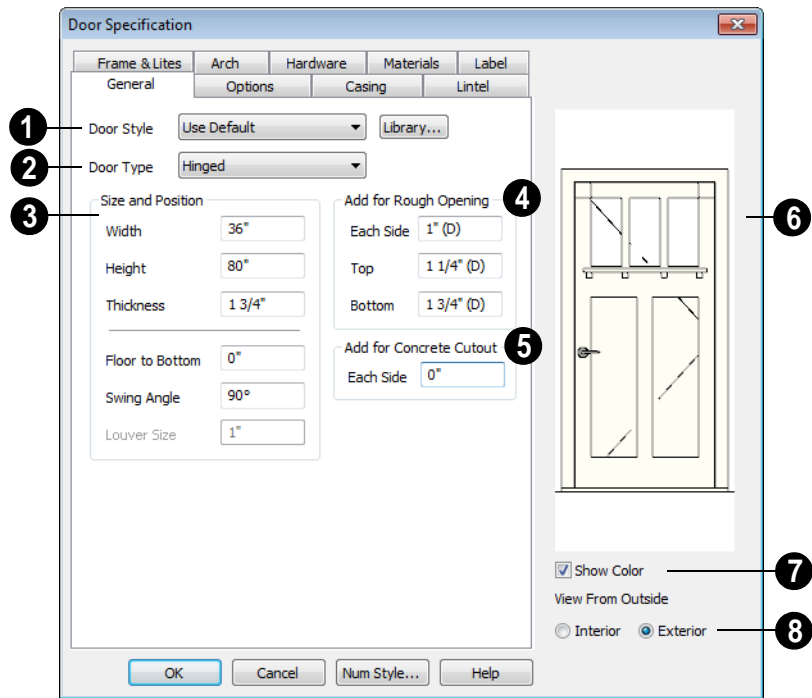 Door Specification
Frame & Lites Arch Hardware Materials Label
General Options Casing Lintel
1 Door Style Use Default Library...
2 Door Type Hinged
3 Size and Position
Width 36"
Height 80"
Thickness 1 3/4"
Floor to Bottom 0"
Swing Angle 90°
Louver Size 1"
Add for Rough Opening 4
Each Side 1" (D)
Top 1 1/4" (D)
Bottom 1 3/4" (D)
Add for Concrete Cutout 5
Each Side 0"
6
Show Color 7
View From Outside
Interior Exterior 8
OK Cancel Num Style... Help